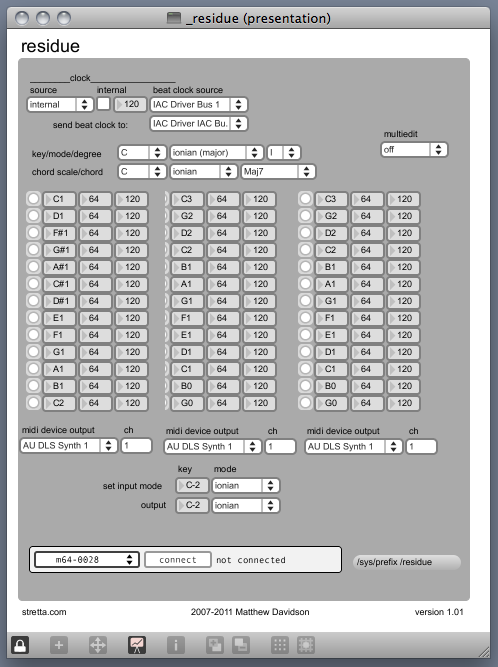 _residue (presentation)
residue
________clock_________________
source internal beat clock source
internal 120 IAC Driver Bus 1
send beat clock to: IAC Driver IAC Bu.
multiedit
off
key/mode/degree C ionian (major) I
chord scale/chord C ionian Maj7
C1 64 120 C3 64 120 C3 64 120
D1 64 120 G2 64 120 G2 64 120
F#1 64 120 D2 64 120 D2 64 120
G#1 64 120 C2 64 120 C2 64 120
A#1 64 120 B1 64 120 B1 64 120
C#1 64 120 A1 64 120 A1 64 120
D#1 64 120 G1 64 120 G1 64 120
E1 64 120 F1 64 120 F1 64 120
F1 64 120 E1 64 120 E1 64 120
G1 64 120 D1 64 120 D1 64 120
A1 64 120 C1 64 120 C1 64 120
B1 64 120 B0 64 120 B0 64 120
C2 64 120 G0 64 120 G0 64 120
midi device output ch midi device output ch midi device output ch
AU DLS Synth 1 1 AU DLS Synth 1 1 AU DLS Synth 1 1
key mode
set input mode C-2 ionian
output C-2 ionian
m64-0028 connect not connected /sys/prefix /residue
stretta.com 2007-2011 Matthew Davidson version 1.01